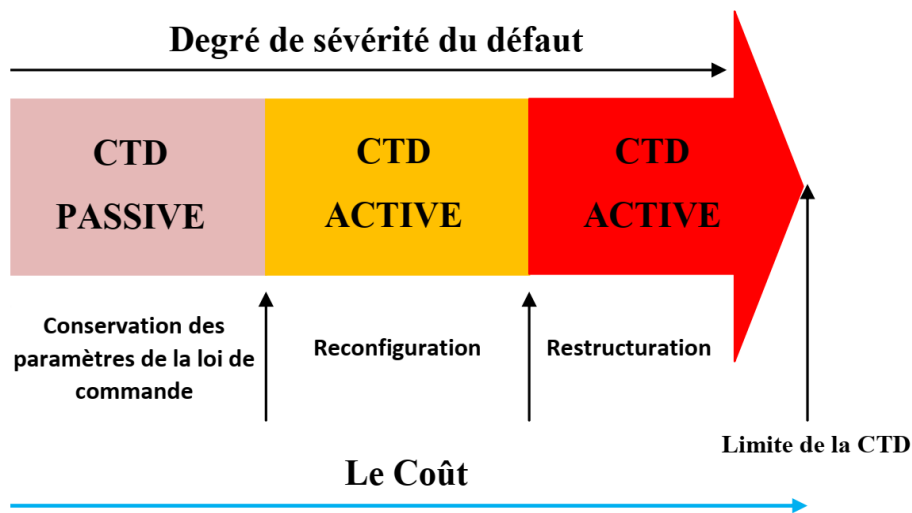 Degré de sévérité du défaut
CTD
PASSIVE
CTD
ACTIVE
CTD
ACTIVE
Conservation des
paramètres de la loi de
commande
Reconfiguration
Restructuration
Limite de la CTD
Le Coût